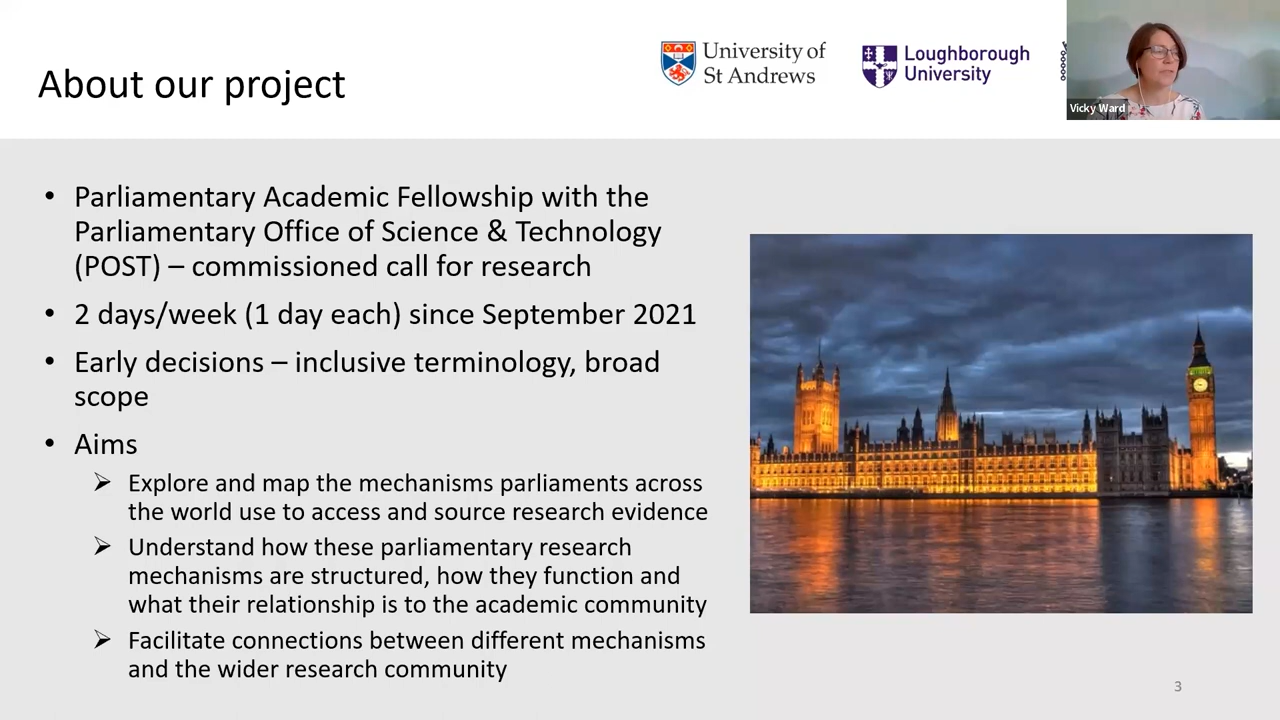 About our project
University of
St Andrews
Loughborough
University
Vicky Ward
• Parliamentary Academic Fellowship with the
Parliamentary Office of Science & Technology
(POST) – commissioned call for research
• 2 days/week (1 day each) since September 2021
• Early decisions – inclusive terminology, broad
scope
• Aims
➢ Explore and map the mechanisms parliaments across
the world use to access and source research evidence
➢ Understand how these parliamentary research
mechanisms are structured, how they function and
what their relationship is to the academic community
➢ Facilitate connections between different mechanisms
and the wider research community
3